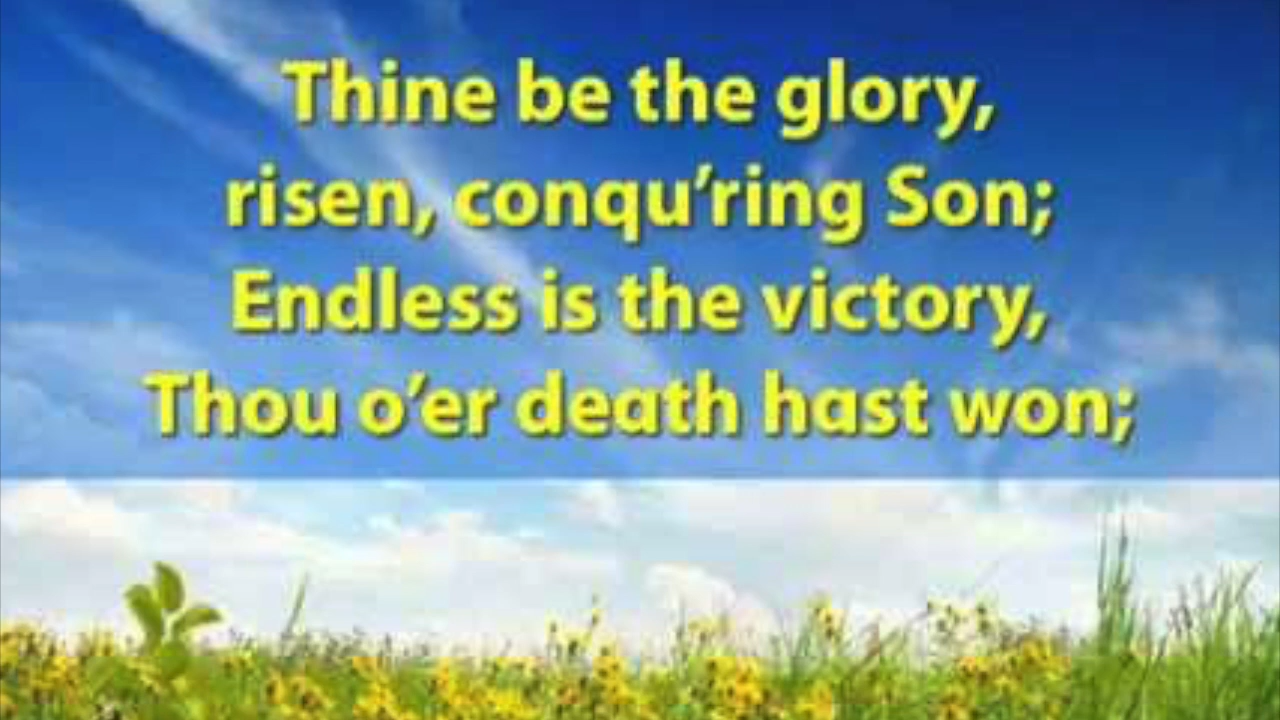 Thine be the glory,
risen, conqu’ring Son;
Endless is the victory,
Thou o’er death hast won;